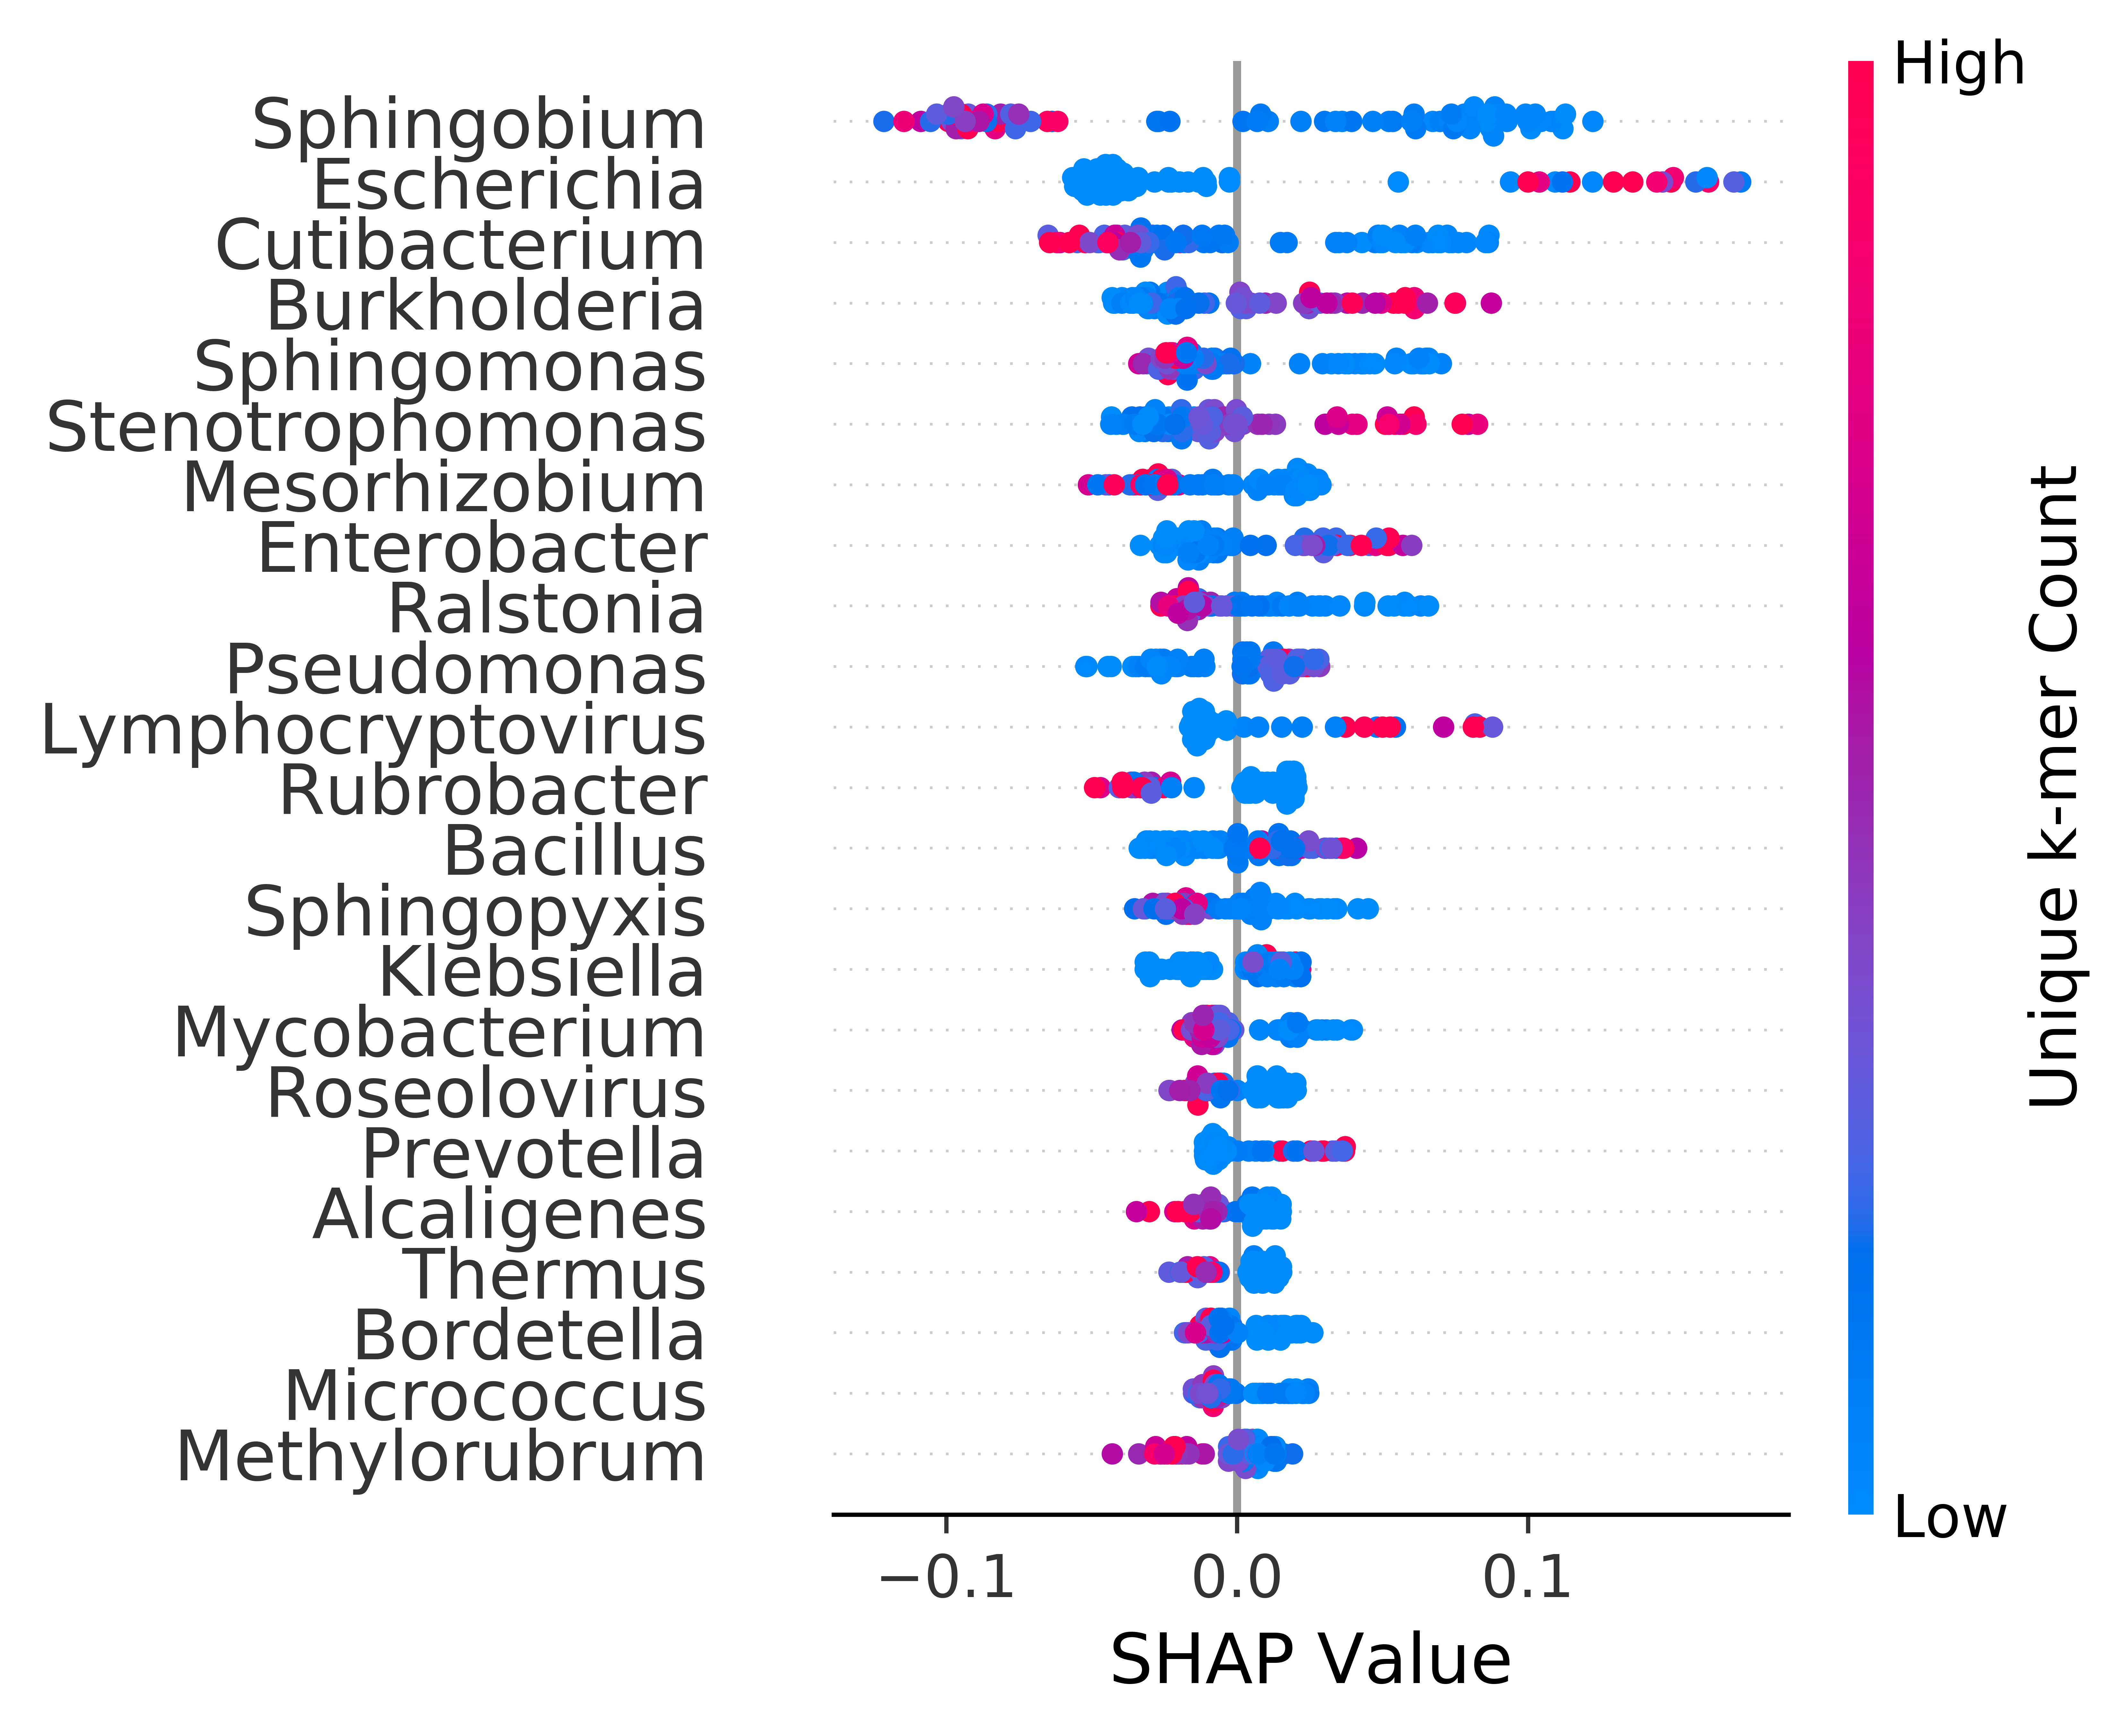 High
Sphingobium
Escherichia
Cutibacterium
Burkholderia
Sphingomonas
Stenotrophomonas
Mesorhizobium
Enterobacter
Ralstonia
Pseudomonas
Lymphocryptovirus
Rubrobacter
Bacillus
Sphingopyxis
Klebsiella
Mycobacterium
Roseolovirus
Prevotella
Alcaligenes
Thermus
Bordetella
Micrococcus
Methylorubrum
Unique k-mer Count
Low
−0.1 0.0 0.1
SHAP Value